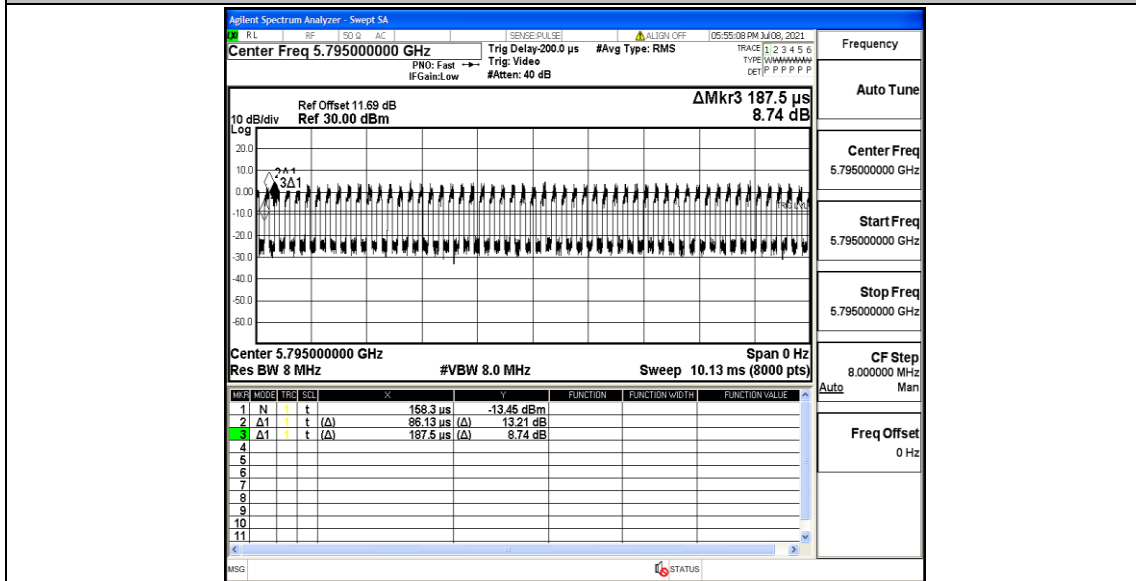 Agilent Spectrum Analyzer - Swept SA
LXI RL RF 50 Ω AC SENSE:PULSE ALIGN OFF 05:55:08 PM Jul 08, 2021
Center Freq 5.795000000 GHz
PNO: Fast
IFGain:Low
Trig Delay-200.0 µs
Trig: Video
#Atten: 40 dB
#Avg Type: RMS
TRACE 1 2 3 4 5 6
TYPE
DET P P P P P P
ΔMkr3 187.5 µs
8.74 dB
Ref Offset 11.69 dB
10 dB/div Ref 30.00 dBm
Log
20.0
10.0
0.00
-10.0
-20.0
-30.0
-40.0
-50.0
-60.0
2Δ1
3Δ1
TRIG LVL
Center 5.795000000 GHz Span 0 Hz
Res BW 8 MHz #VBW 8.0 MHz Sweep 10.13 ms (8000 pts)
MKR MODE TRC SCL X Y FUNCTION FUNCTION WIDTH FUNCTION VALUE
1 N 1 t 158.3 µs -13.45 dBm
2 Δ1 1 t (Δ) 86.13 µs (Δ) 13.21 dB
3 Δ1 1 t (Δ) 187.5 µs (Δ) 8.74 dB
4
5
6
7
8
9
10
11
MSG STATUS
Frequency
Auto Tune
Center Freq
5.795000000 GHz
Start Freq
5.795000000 GHz
Stop Freq
5.795000000 GHz
CF Step
8.000000 MHz
Auto Man
Freq Offset
0 Hz